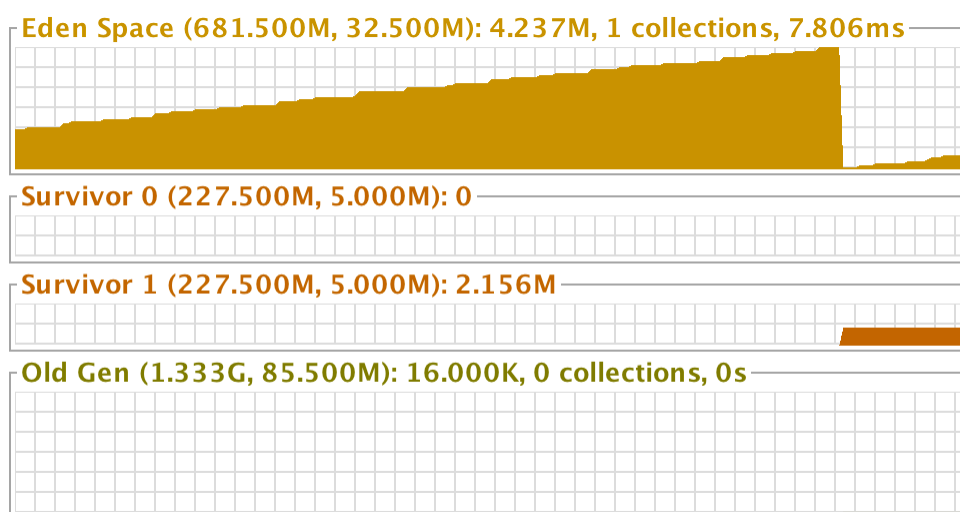 Eden Space (681.500M, 32.500M): 4.237M, 1 collections, 7.806ms
Survivor 0 (227.500M, 5.000M): 0
Survivor 1 (227.500M, 5.000M): 2.156M
Old Gen (1.333G, 85.500M): 16.000K, 0 collections, 0s